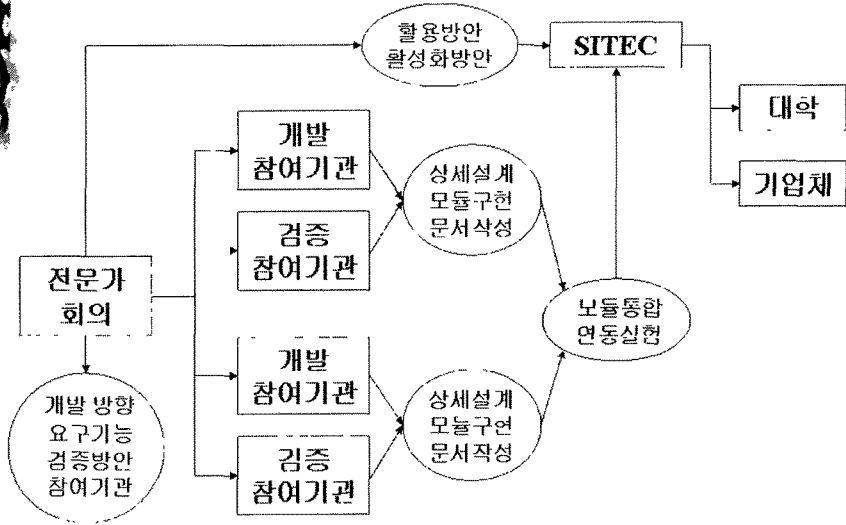 활용방안
활성화방안
SITEC
대학
기업체
개발
참여기관
검증
참여기관
상세설계
모듈구현
문서작성
전문가
회의
모듈통합
연동실험
개발
참여기관
검증
참여기관
상세설계
모듈구현
문서작성
개발 방향
요구기능
검증방안
참여기관